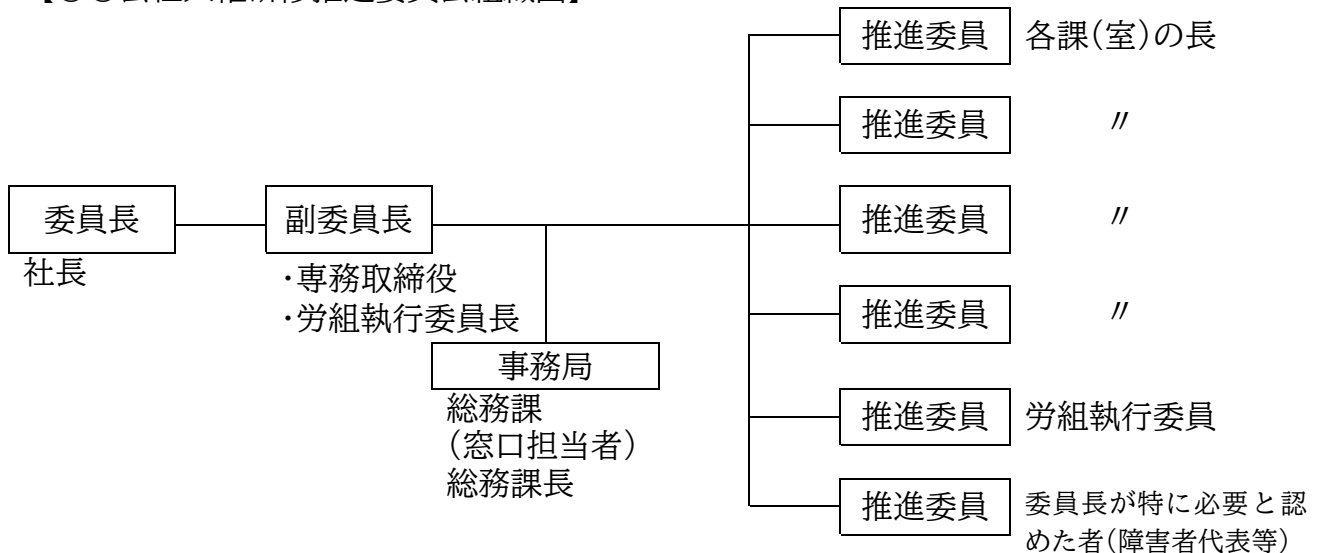 推進委員 各課(室)の長
推進委員 〃
委員長 副委員長 推進委員 〃
社長
・専務取締役
・労組執行委員長
推進委員 〃
事務局
総務課
(窓口担当者)
総務課長
推進委員 労組執行委員
推進委員 委員長が特に必要と認
めた者(障害者代表等)